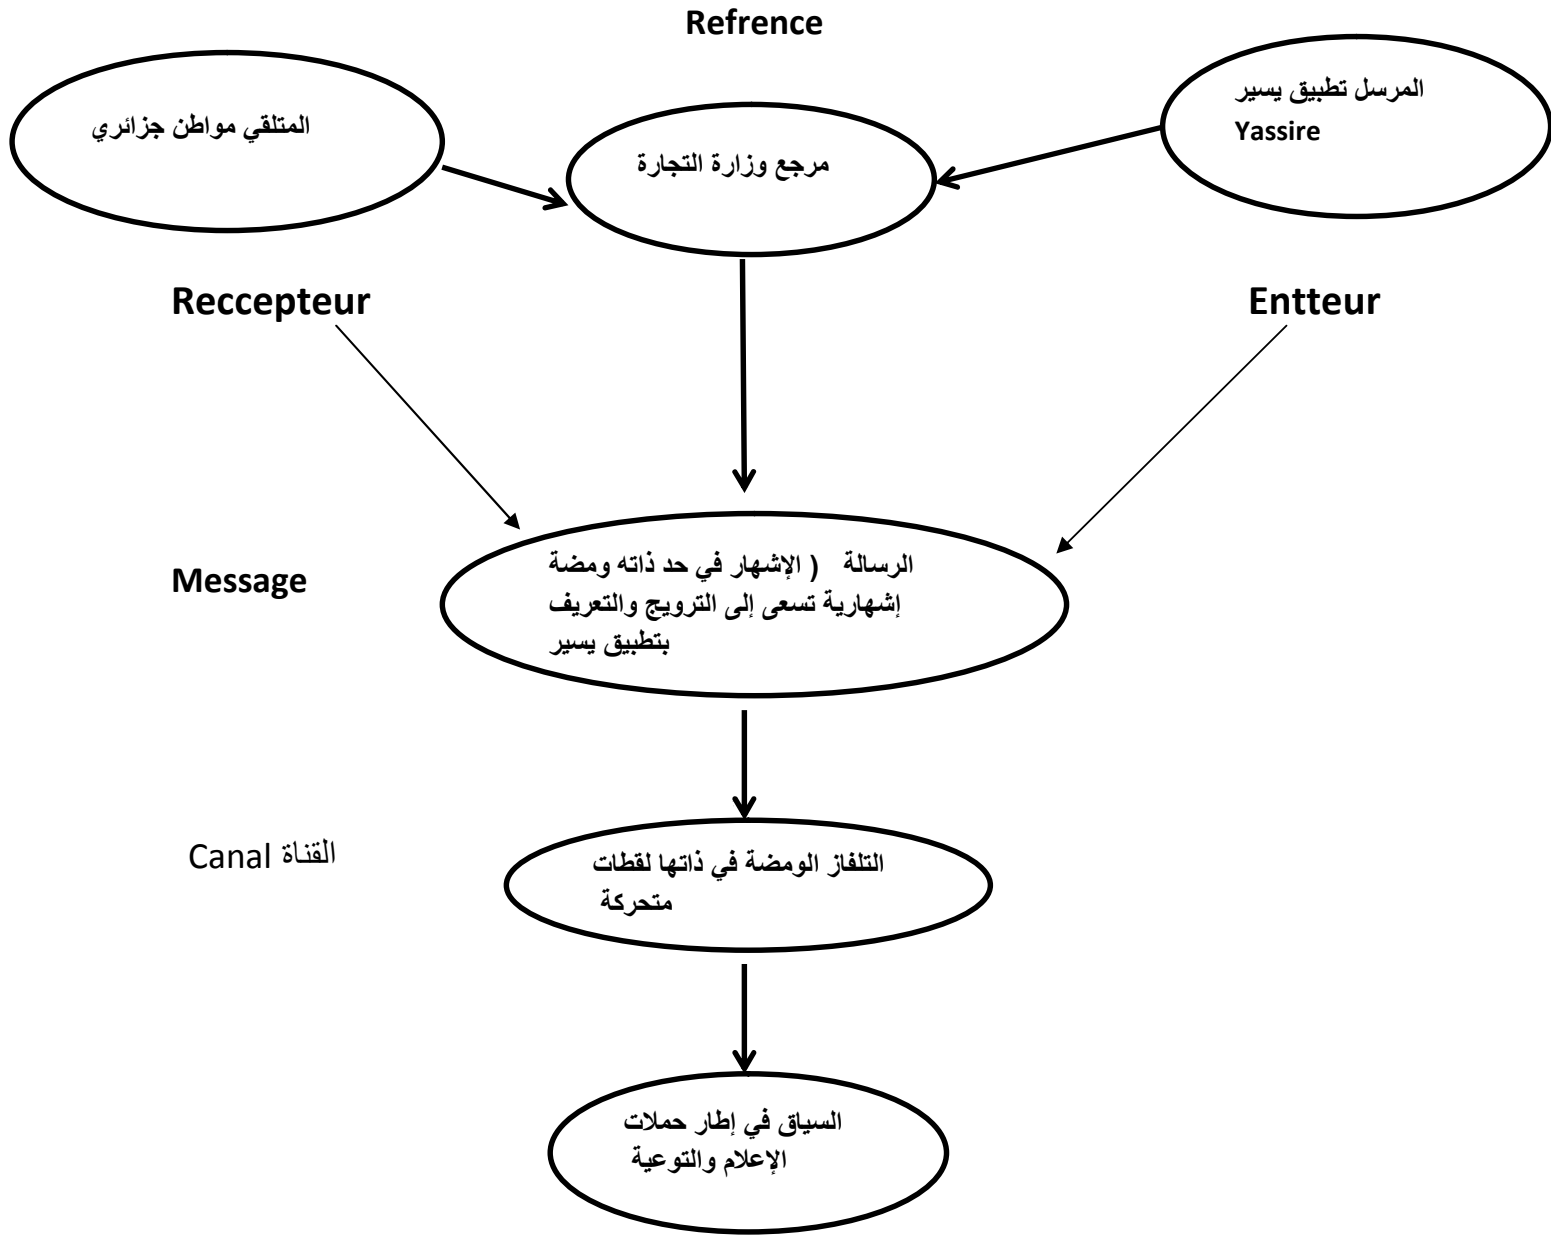 Refrence
المرسل تطبيق يسير
Yassire
المتلقي مواطن جزائري
مرجع وزارة التجارة
Reccepteur
Entteur
الرسالة ( الإشهار في حد ذاته ومضة
إشهارية تسعى إلى الترويج والتعريف
بتطبيق يسير
Message
القناة Canal
التلفاز الومضة في ذاتها لقطات
متحركة
السياق في إطار حملات
الإعلام والتوعية